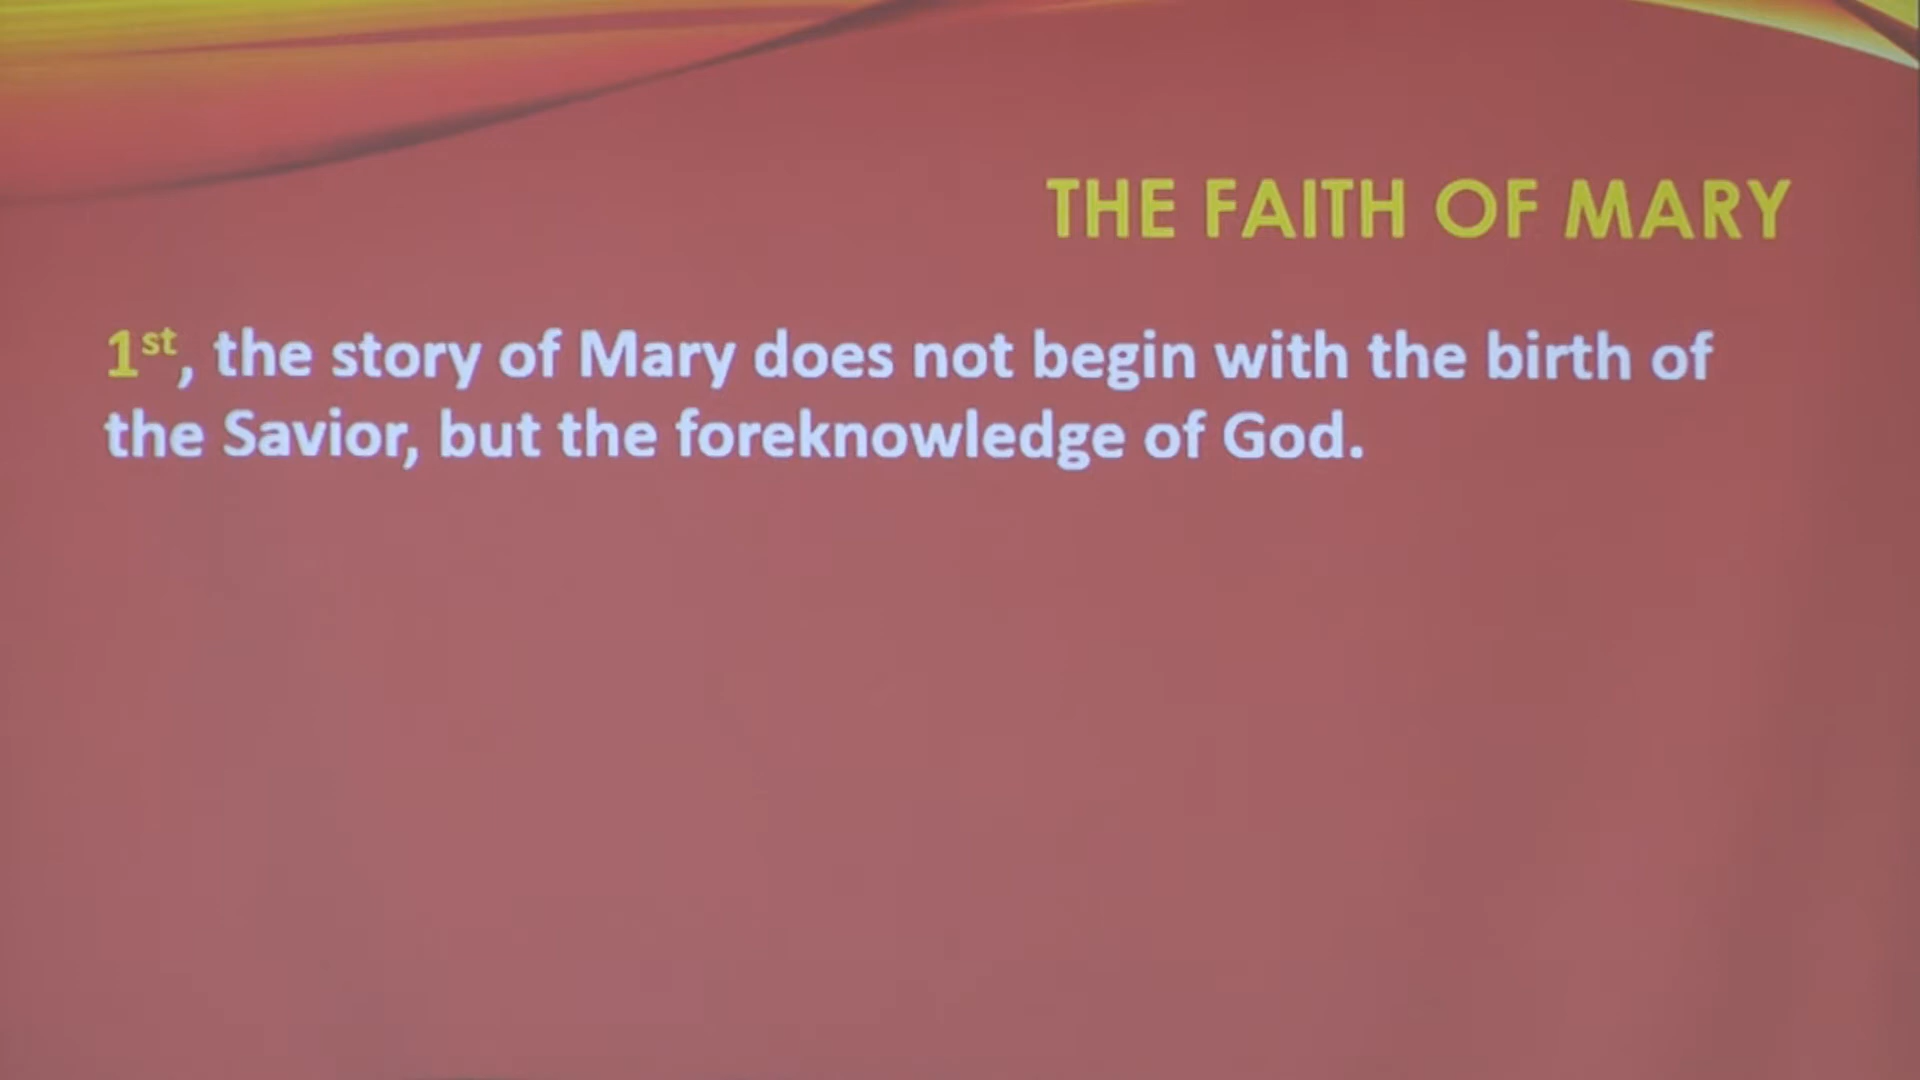 THE FAITH OF MARY
1st, the story of Mary does not begin with the birth of
the Savior, but the foreknowledge of God.